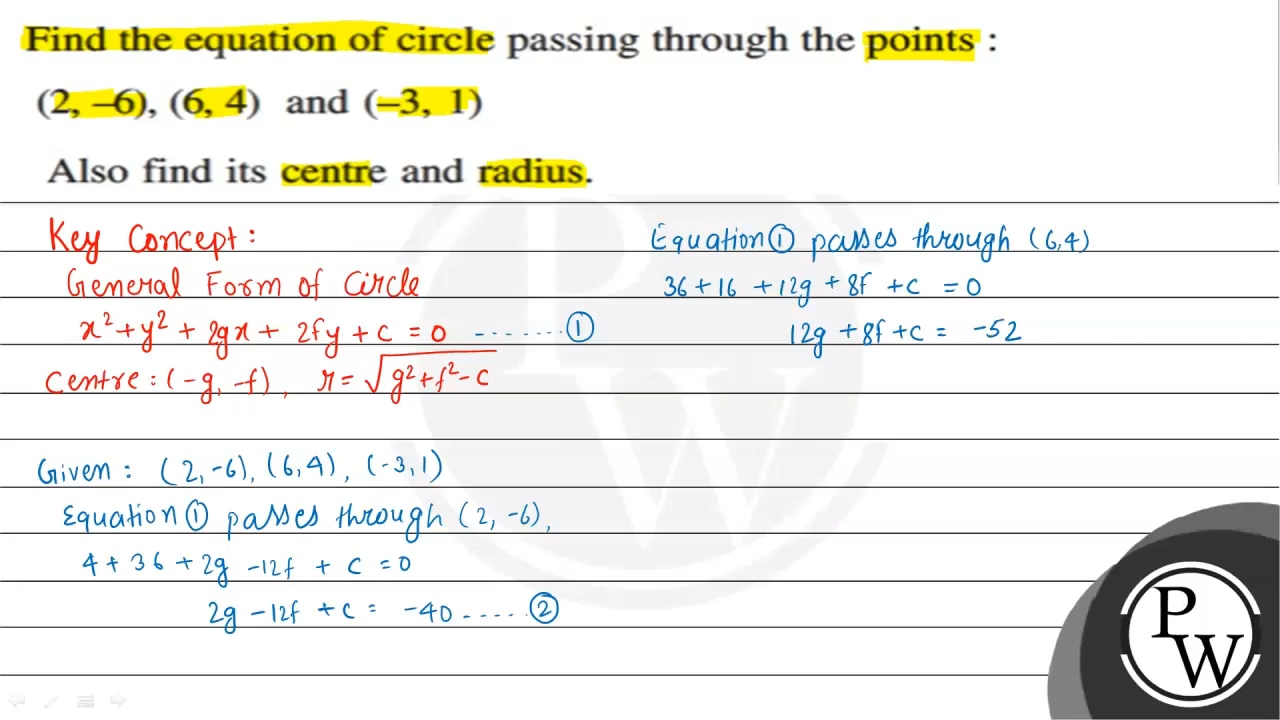 Find the equation of circle passing through the points :
(2, –6), (6, 4) and (–3, 1)
Also find its centre and radius.
Key Concept:
General Form of Circle
x² + y² + 2gx + 2fy + c = 0 ........ ①
Centre : (-g, -f), r = √g² + f² - c
Given : (2, -6), (6, 4), (-3, 1)
Equation ① passes through (2, -6),
4 + 36 + 2g - 12f + c = 0
2g - 12f + c = -40 ...... ②
Equation ① passes through (6,4)
36 + 16 + 12g + 8f + c = 0
12g + 8f + c = -52
PW
P
W